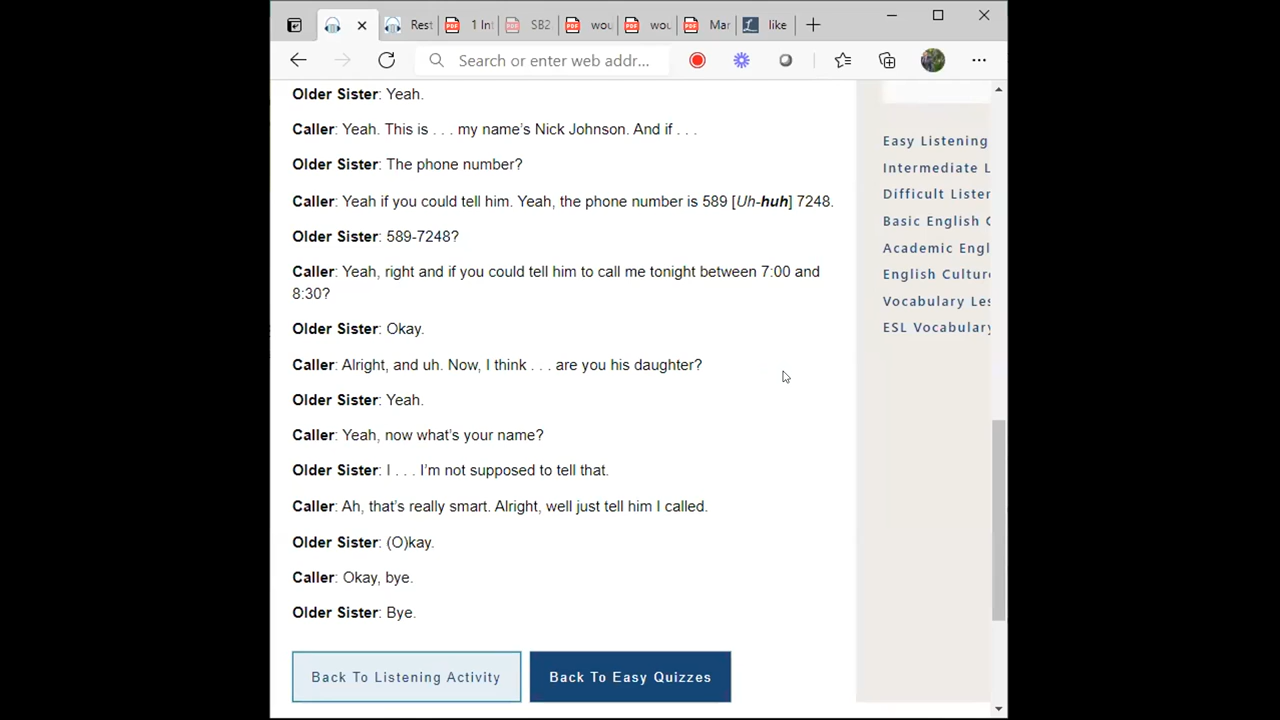 Rest
1 Int
SB2
wou
wou
Mar
like
Search or enter web addr...
Older Sister: Yeah.
Caller: Yeah. This is . . . my name’s Nick Johnson. And if . . .
Older Sister: The phone number?
Caller: Yeah if you could tell him. Yeah, the phone number is 589 [Uh-huh] 7248.
Older Sister: 589-7248?
Caller: Yeah, right and if you could tell him to call me tonight between 7:00 and
8:30?
Older Sister: Okay.
Caller: Alright, and uh. Now, I think . . . are you his daughter?
Older Sister: Yeah.
Caller: Yeah, now what’s your name?
Older Sister: I . . . I’m not supposed to tell that.
Caller: Ah, that’s really smart. Alright, well just tell him I called.
Older Sister: (O)kay.
Caller: Okay, bye.
Older Sister: Bye.
Back To Listening Activity
Back To Easy Quizzes
Easy Listening
Intermediate L
Difficult Lister
Basic English C
Academic Engl
English Culture
Vocabulary Les
ESL Vocabulary